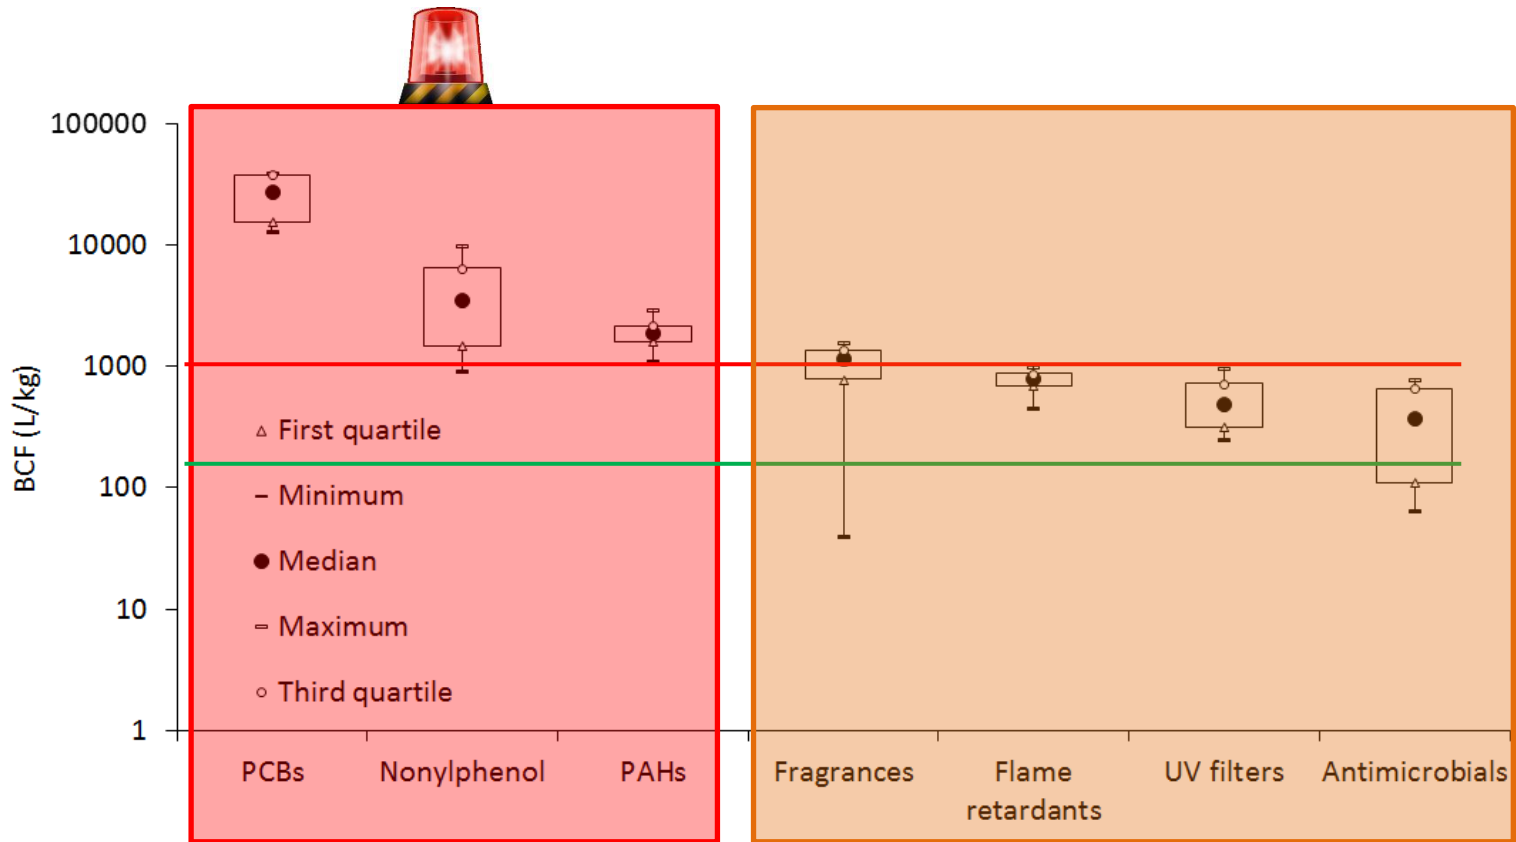 100000
10000
1000
100
10
1
BCF (L/kg)
First quartile
Minimum
Median
Maximum
Third quartile
PCBs
Nonylphenol
PAHs
Fragrances
Flame
retardants
UV filters
Antimicrobials